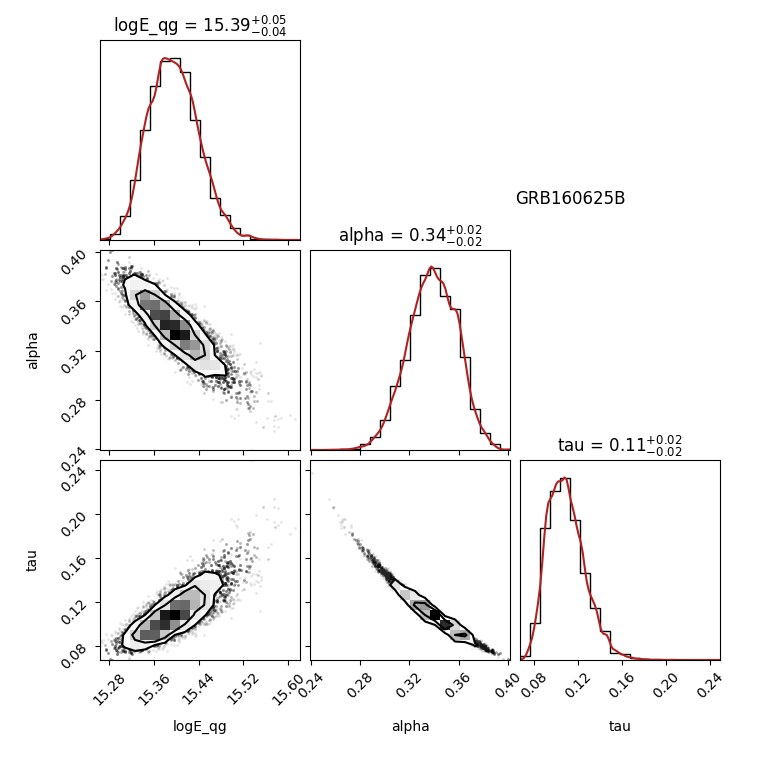 logE_qg = 15.39+0.05 −0.04
GRB160625B
alpha = 0.34+0.02 −0.02
0.40
0.36
0.32
0.28
0.24
alpha
tau = 0.11+0.02 −0.02
0.24
0.20
0.16
0.12
0.08
tau
15.28 15.36 15.44 15.52 15.60
0.24 0.28 0.32 0.36 0.40
0.08 0.12 0.16 0.20 0.24
logE_qg alpha tau